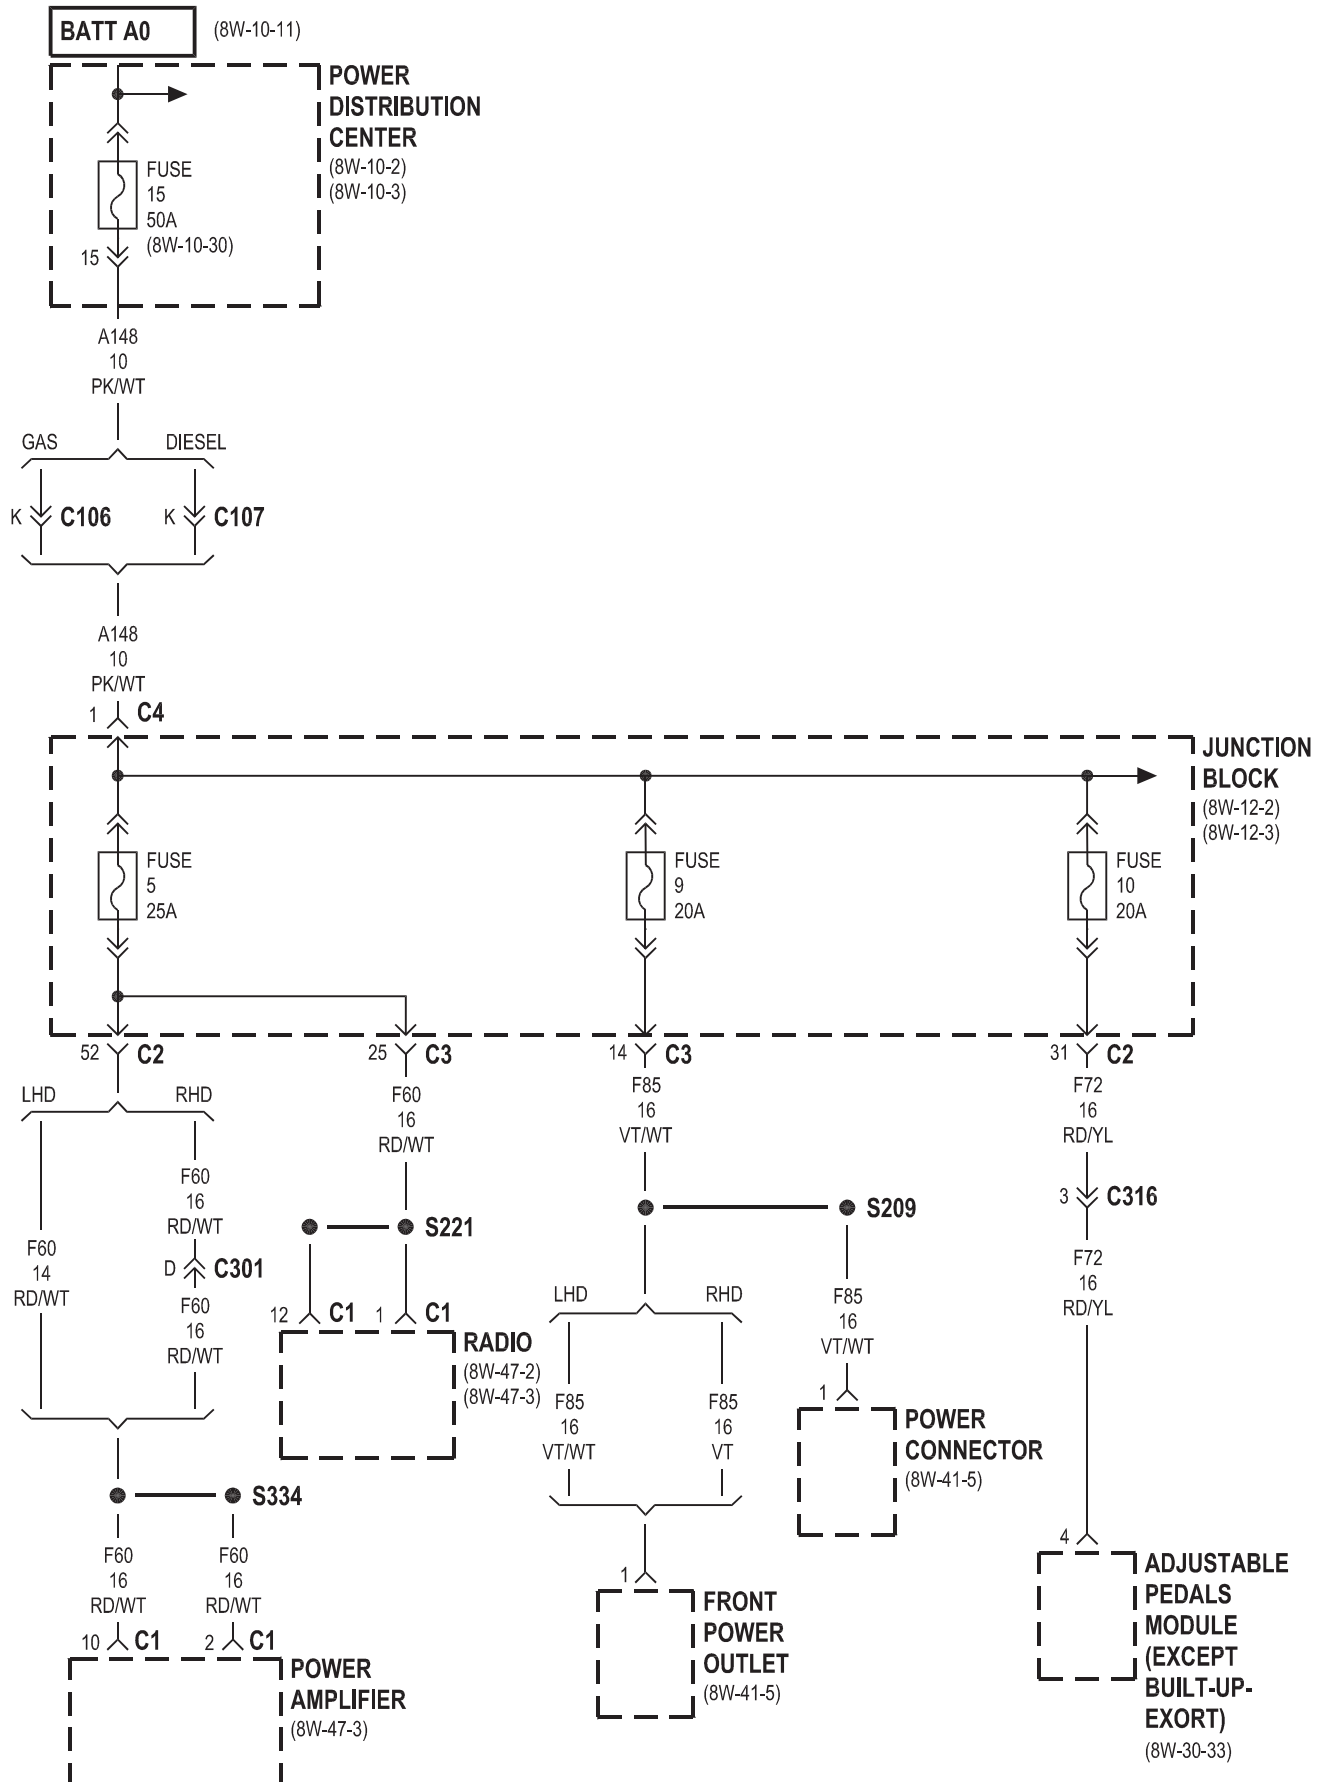 BATT A0 (8W-10-11)
POWER
DISTRIBUTION
CENTER
(8W-10-2)
(8W-10-3)
FUSE
15
50A
(8W-10-30)
15
A148
10
PK/WT
GAS DIESEL
K C106 K C107
A148
10
PK/WT
1 C4
JUNCTION
BLOCK
(8W-12-2)
(8W-12-3)
FUSE
5
25A
FUSE
9
20A
FUSE
10
20A
52 C2
25 C3
14 C3
31 C2
LHD RHD
F60
16
RD/WT
D C301
F60
16
RD/WT
F60
14
RD/WT
F60
16
RD/WT
S221
12 C1 1 C1
RADIO
(8W-47-2)
(8W-47-3)
F85
16
VT/WT
S209
LHD RHD
F85
16
VT/WT
F85
16
VT
F85
16
VT/WT
1
POWER
CONNECTOR
(8W-41-5)
F72
16
RD/YL
3 C316
F72
16
RD/YL
S334
F60
16
RD/WT
F60
16
RD/WT
10 C1 2 C1
POWER
AMPLIFIER
(8W-47-3)
1
FRONT
POWER
OUTLET
(8W-41-5)
4
ADJUSTABLE
PEDALS
MODULE
(EXCEPT
BUILT-UP-
EXORT)
(8W-30-33)